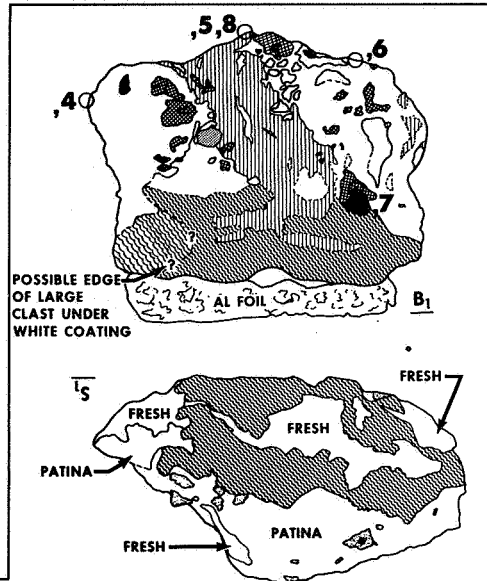 ,5,8
,6
,4
,7
?
?
POSSIBLE EDGE
OF LARGE
CLAST UNDER
WHITE COATING
AL FOIL
B1
FRESH
FRESH
FRESH
PATINA
PATINA
FRESH